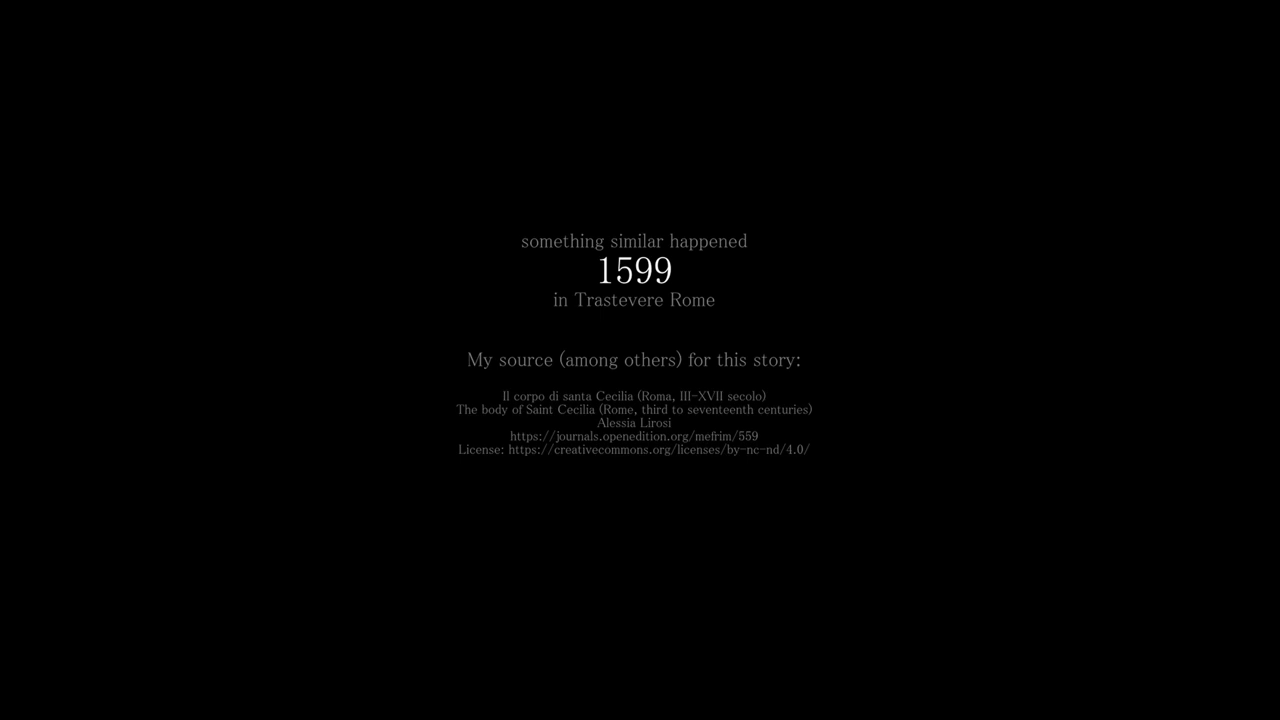 something similar happened
1599
in Trastevere Rome
My source (among others) for this story:
Il corpo di santa Cecilia (Roma, III-XVII secolo)
The body of Saint Cecilia (Rome, third to seventeenth centuries)
Alessia Lirosi
https://journals.openedition.org/mefrim/559
License: https://creativecommons.org/licenses/by-nc-nd/4.0/